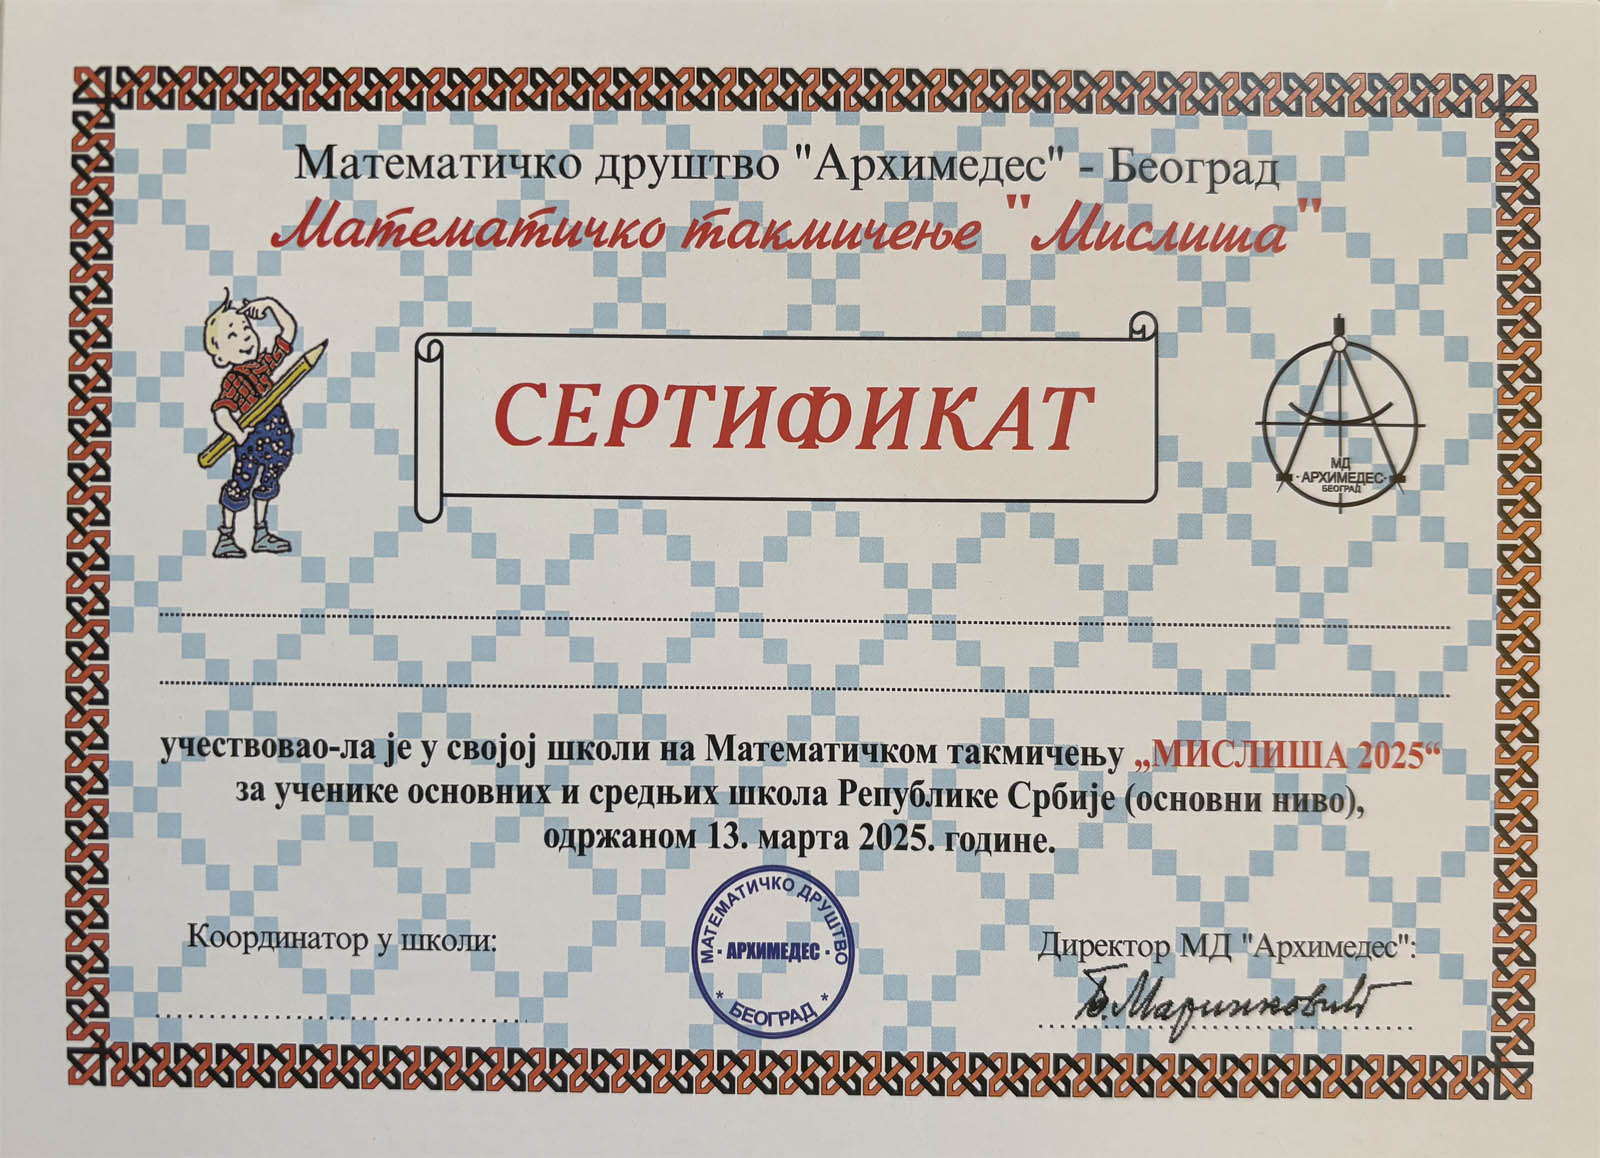 Математичко друштво "Архимедес" - Београд
Математичко такмичење "Мислиша"
СЕРТИФИКАТ
МД
·АРХИМЕДЕС·
БЕОГРАД
учествовао-ла је у својој школи на Математичком такмичењу „МИСЛИША 2025“
за ученике основних и средњих школа Републике Србије (основни ниво),
одржаном 13. марта 2025. године.
МАТЕМАТИЧКО ДРУШТВО
· АРХИМЕДЕС ·
* БЕОГРАД *
Координатор у школи:
Директор МД "Архимедес":
Б. Маринковић